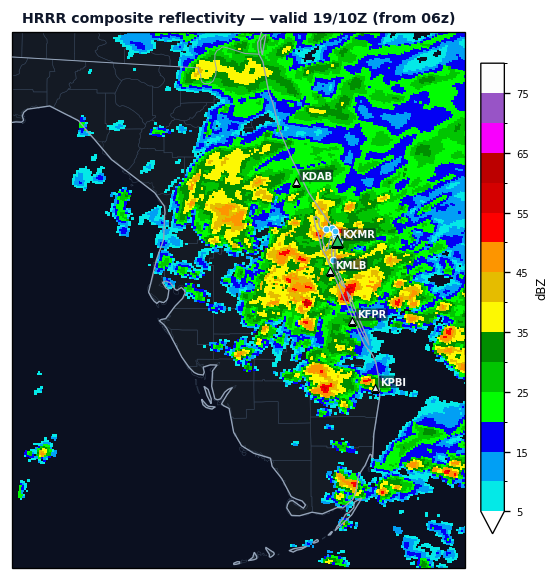 HRRR composite reflectivity — valid 19/10Z (from 06z)
KDAB
KXMR
KMLB
KFPR
KPBI
75
65
55
45
35
25
15
5
dBZ